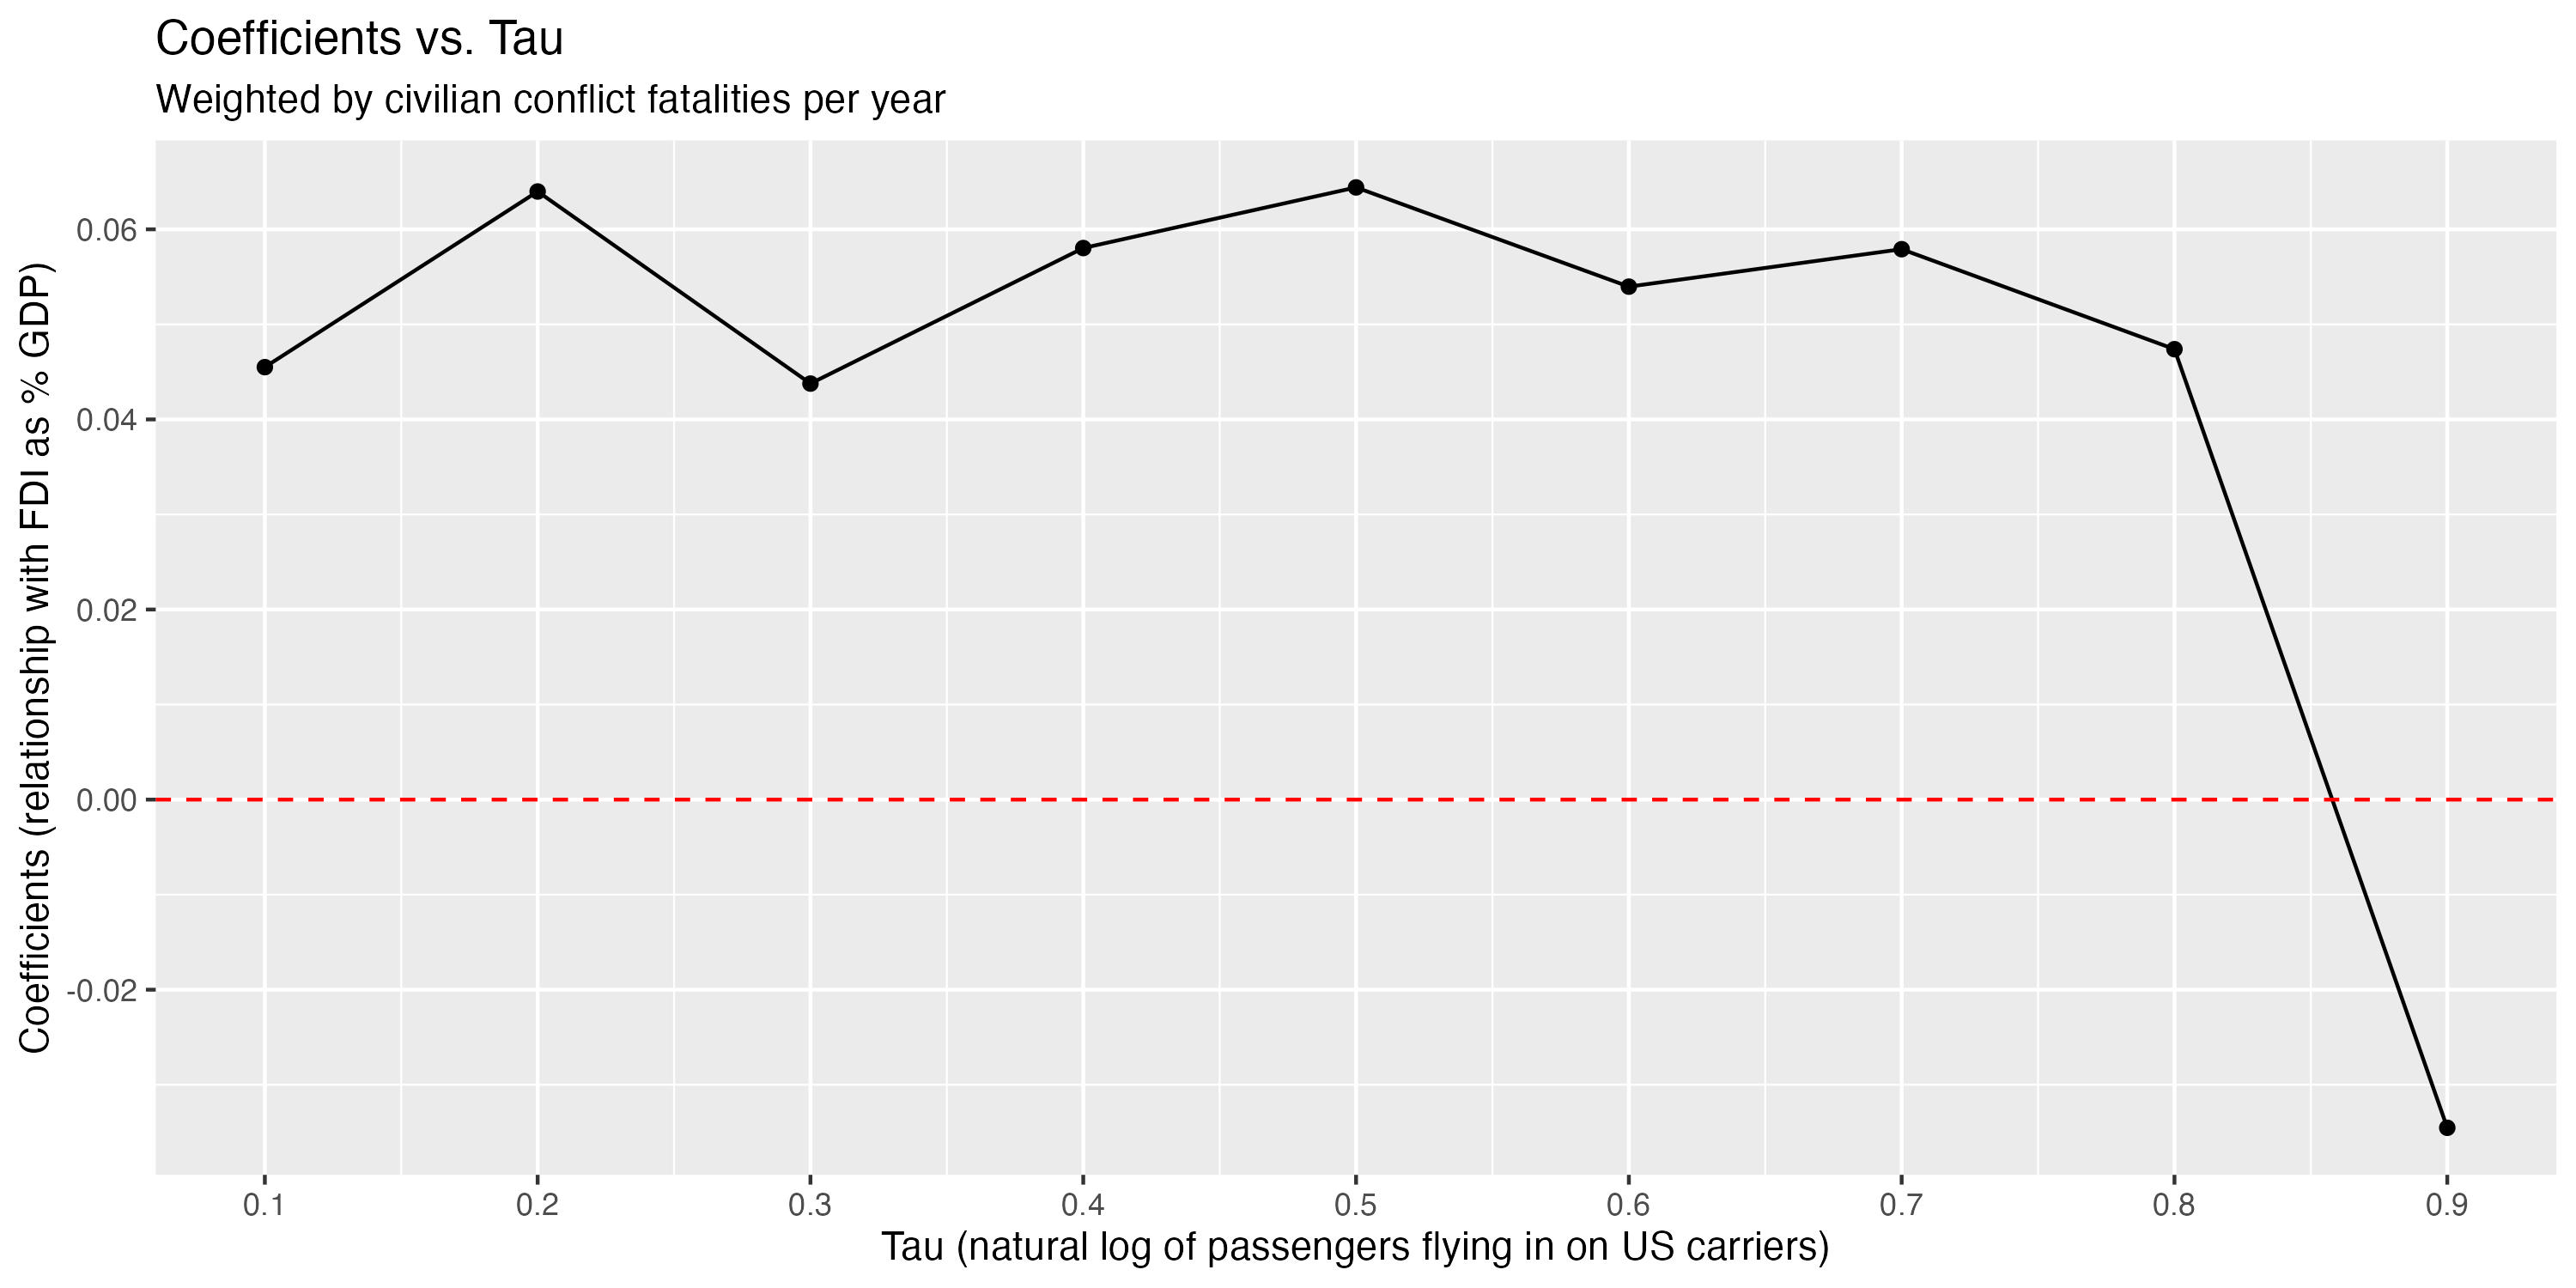 Coefficients vs. Tau
Weighted by civilian conflict fatalities per year
Coefficients (relationship with FDI as % GDP)
0.06
0.04
0.02
0.00
-0.02
0.1 0.2 0.3 0.4 0.5 0.6 0.7 0.8 0.9
Tau (natural log of passengers flying in on US carriers)